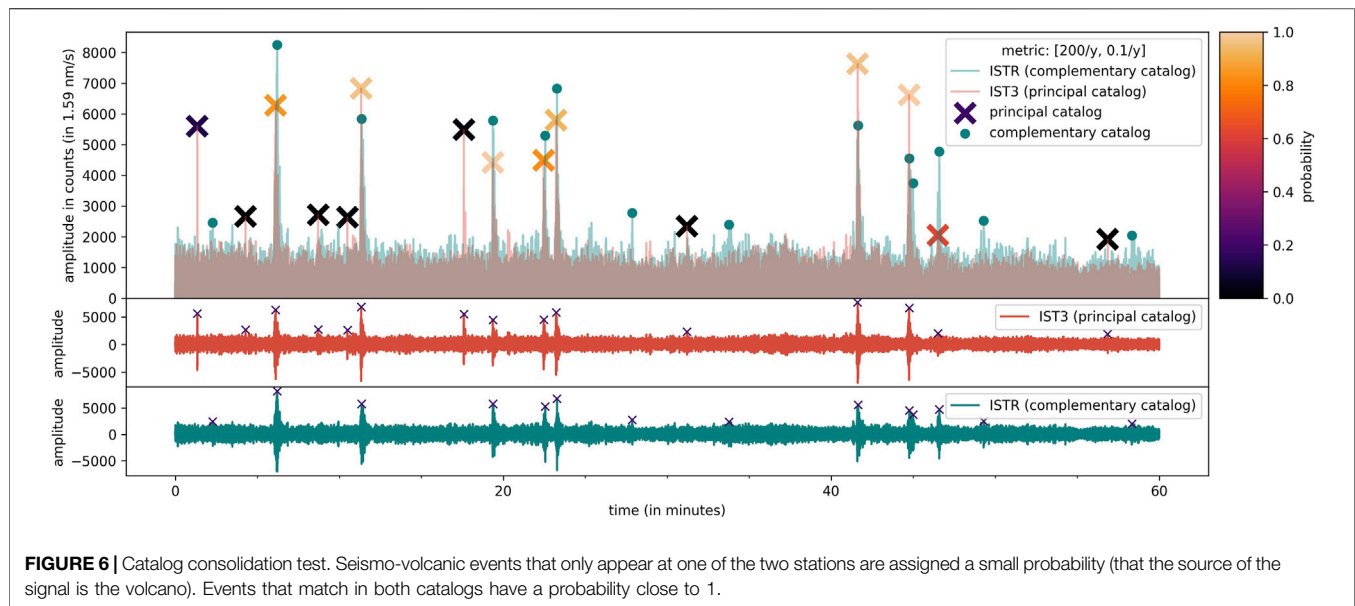 8000
7000
6000
5000
4000
3000
2000
1000
0
amplitude in counts (in 1.59 nm/s)
metric: [200/y, 0.1/y]
ISTR (complementary catalog)
IST3 (principal catalog)
principal catalog
complementary catalog
1.0
0.8
0.6
0.4
0.2
0.0
probability
5000
0
−5000
amplitude
IST3 (principal catalog)
5000
0
−5000
amplitude
ISTR (complementary catalog)
0
20
40
60
time (in minutes)
FIGURE 6 | Catalog consolidation test. Seismo-volcanic events that only appear at one of the two stations are assigned a small probability (that the source of the
signal is the volcano). Events that match in both catalogs have a probability close to 1.